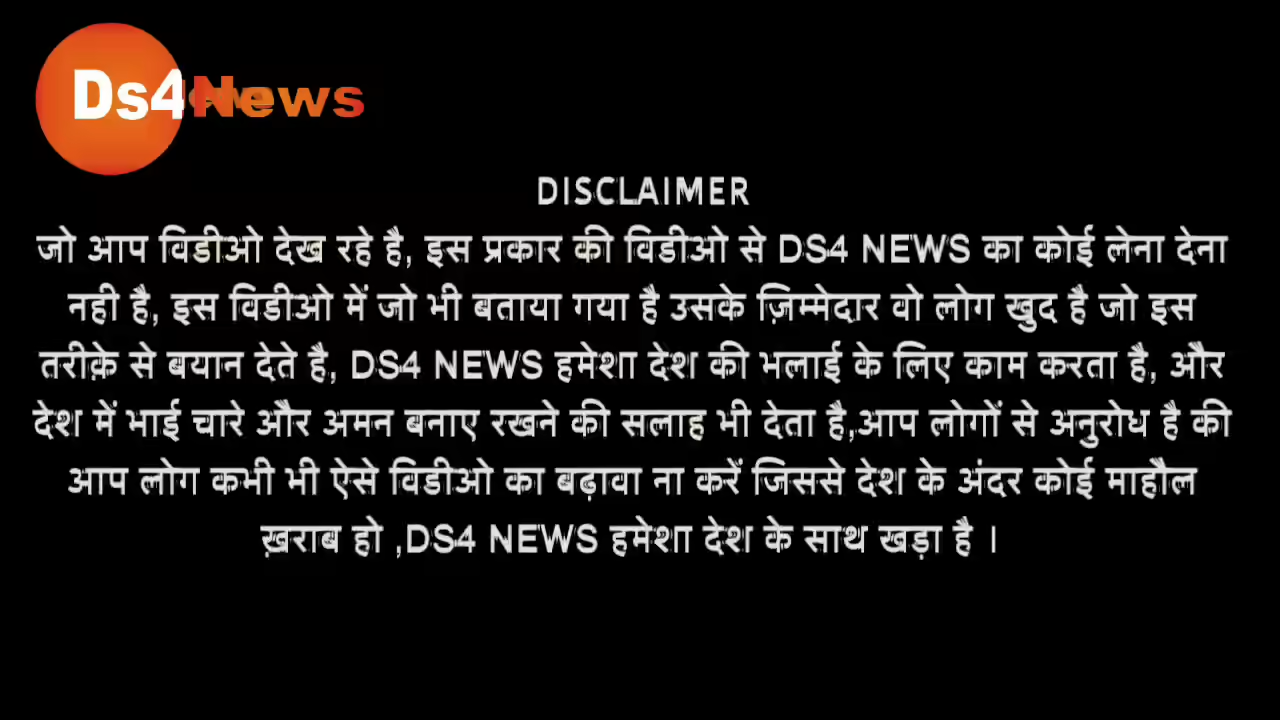 Ds4News
DISCLAIMER
जो आप विडीओ देख रहे है, इस प्रकार की विडीओ से DS4 NEWS का कोई लेना देना
नही है, इस विडीओ में जो भी बताया गया है उसके ज़िम्मेदार वो लोग खुद है जो इस
तरीक़े से बयान देते है, DS4 NEWS हमेशा देश की भलाई के लिए काम करता है, और
देश में भाई चारे और अमन बनाए रखने की सलाह भी देता है,आप लोगों से अनुरोध है की
आप लोग कभी भी ऐसे विडीओ का बढ़ावा ना करें जिससे देश के अंदर कोई माहौल
ख़राब हो ,DS4 NEWS हमेशा देश के साथ खड़ा है ।